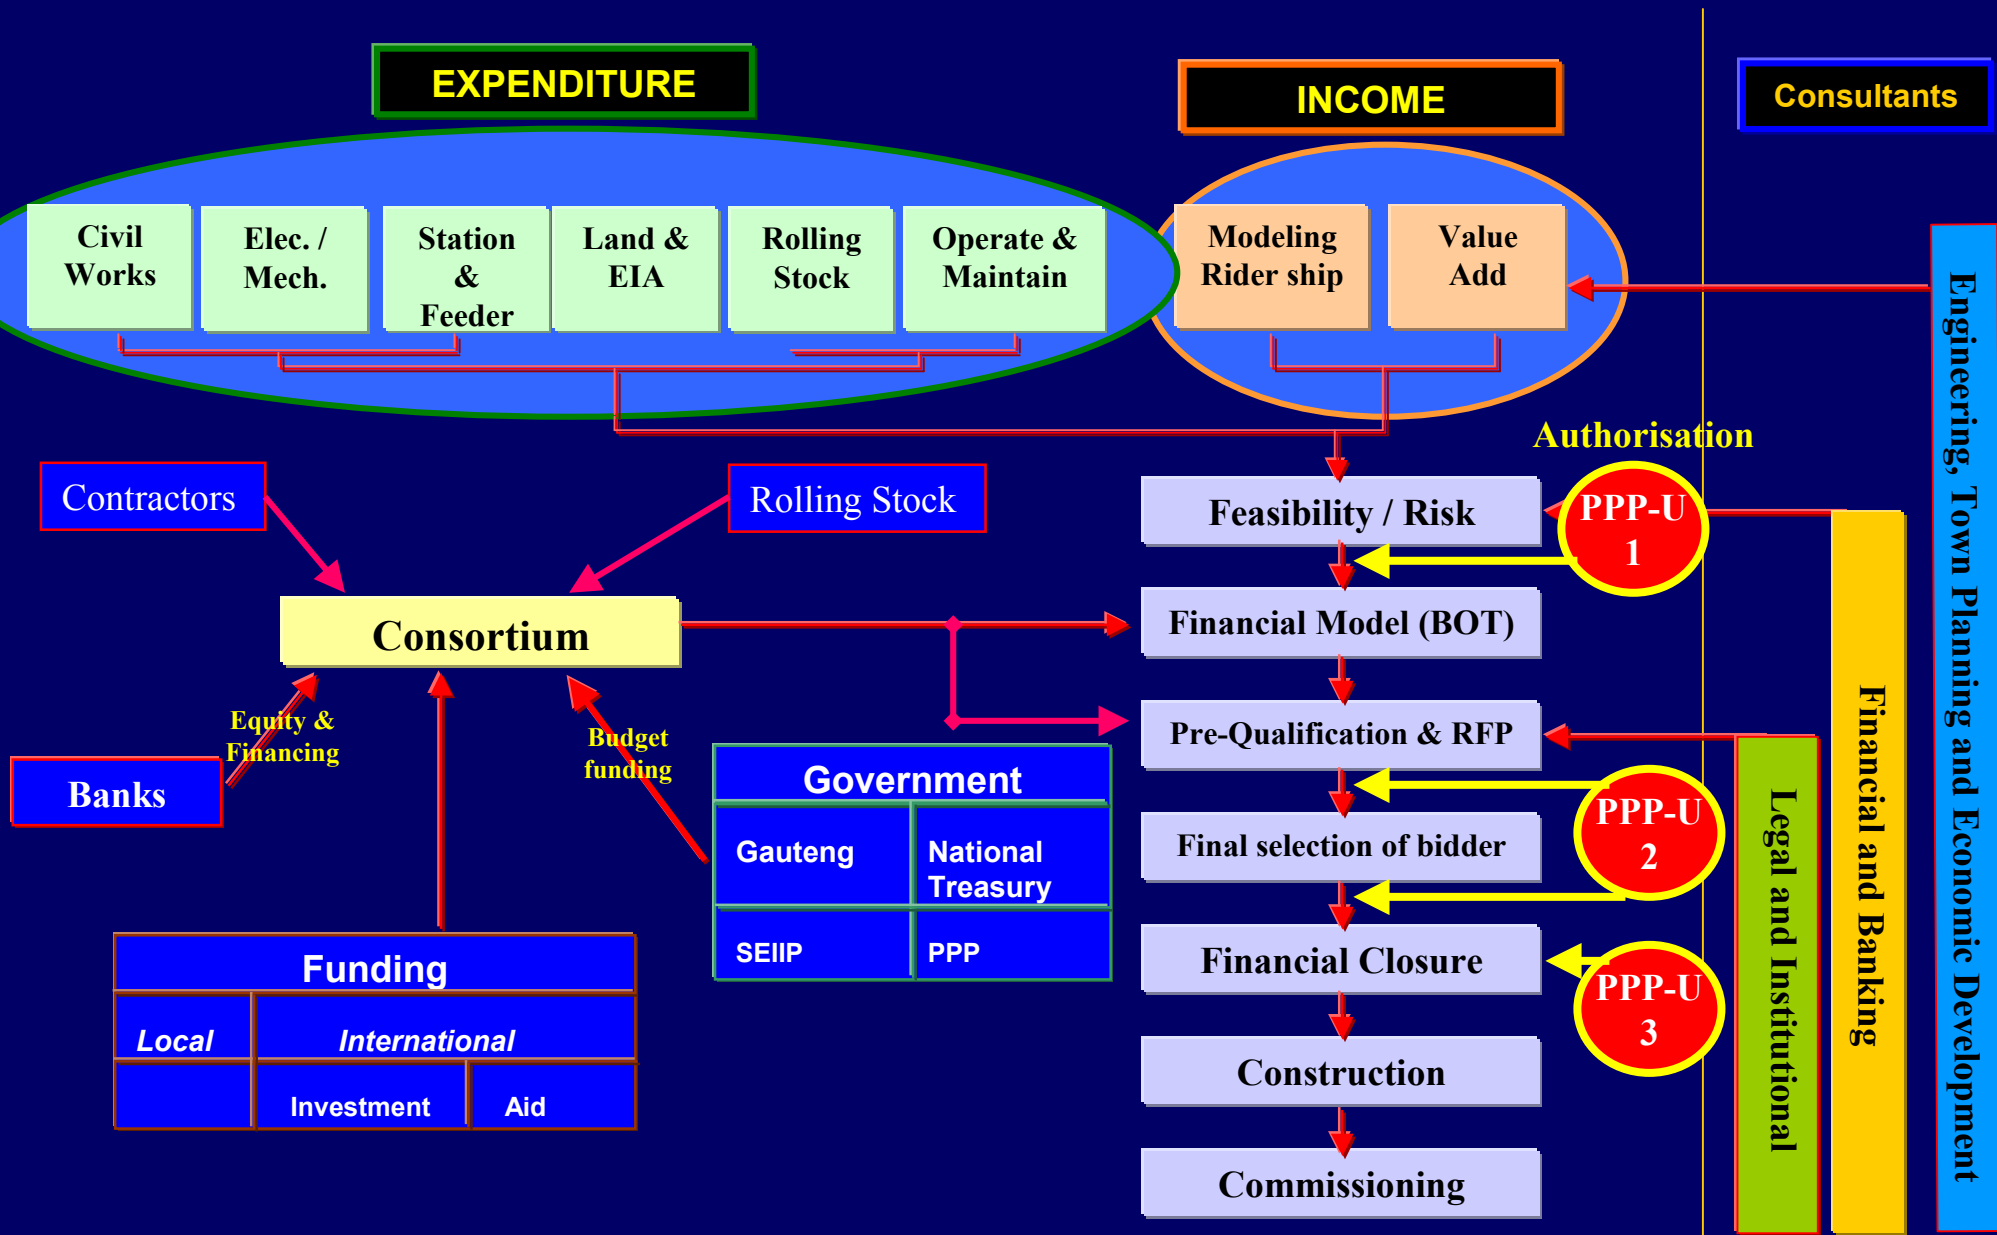 EXPENDITURE
INCOME
Consultants
Civil
Works
Elec. /
Mech.
Station
&
Feeder
Land &
EIA
Rolling
Stock
Operate &
Maintain
Modeling
Rider ship
Value
Add
Authorisation
Contractors
Rolling Stock
Feasibility / Risk
PPP-U
1
Consortium
Financial Model (BOT)
Equity &
Financing
Budget
funding
Pre-Qualification & RFP
Banks
Government
Gauteng
National
Treasury
SEIIP
PPP
Final selection of bidder
PPP-U
2
Funding
Local
International
Investment
Aid
Financial Closure
PPP-U
3
Construction
Commissioning
Legal and Institutional
Financial and Banking
Engineering, Town Planning and Economic Development